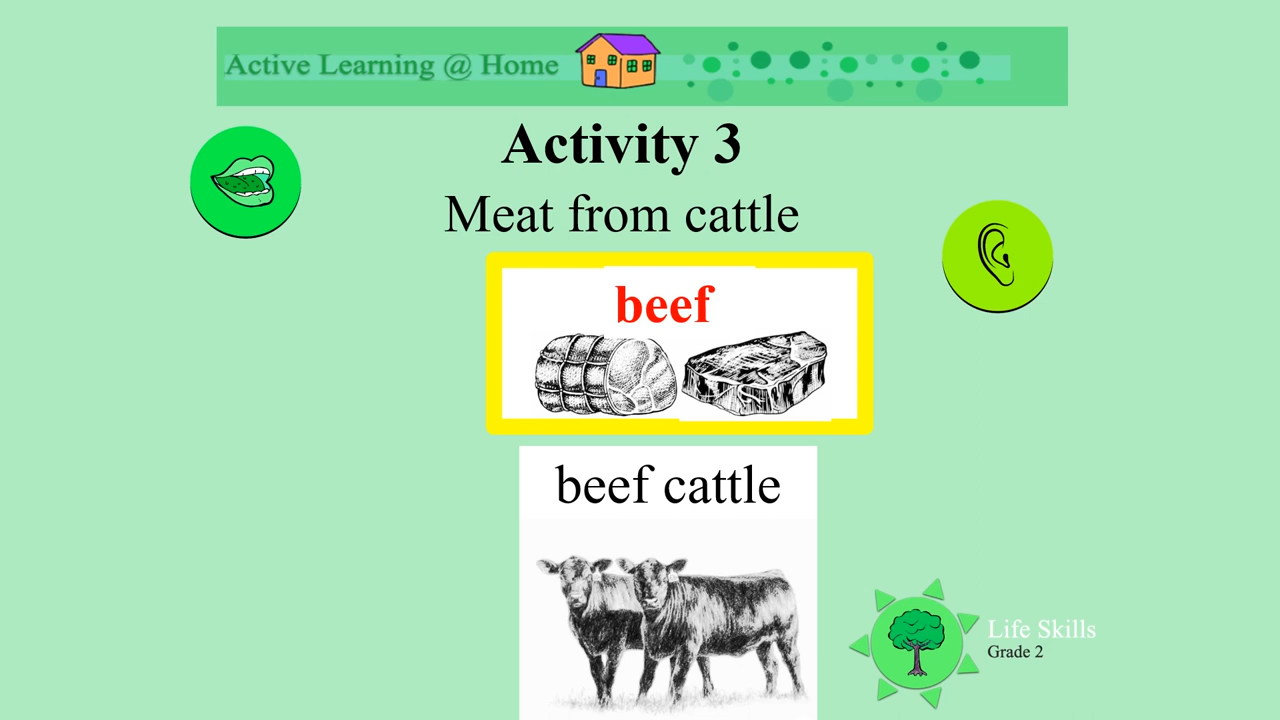 Active Learning @ Home
Activity 3
Meat from cattle
beef
beef cattle
Life Skills
Grade 2